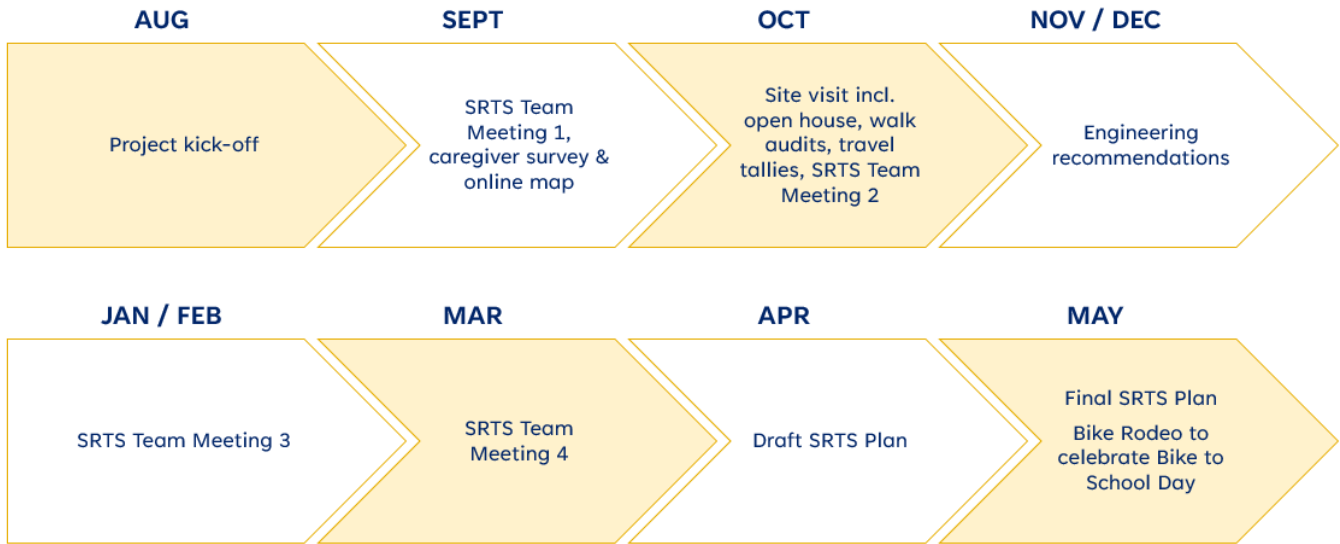 AUG
SEPT
OCT
NOV / DEC
Project kick-off
SRTS Team
Meeting 1,
caregiver survey &
online map
Site visit incl.
open house, walk
audits, travel
tallies, SRTS Team
Meeting 2
Engineering
recommendations
JAN / FEB
MAR
APR
MAY
SRTS Team Meeting 3
SRTS Team
Meeting 4
Draft SRTS Plan
Final SRTS Plan
Bike Rodeo to
celebrate Bike to
School Day